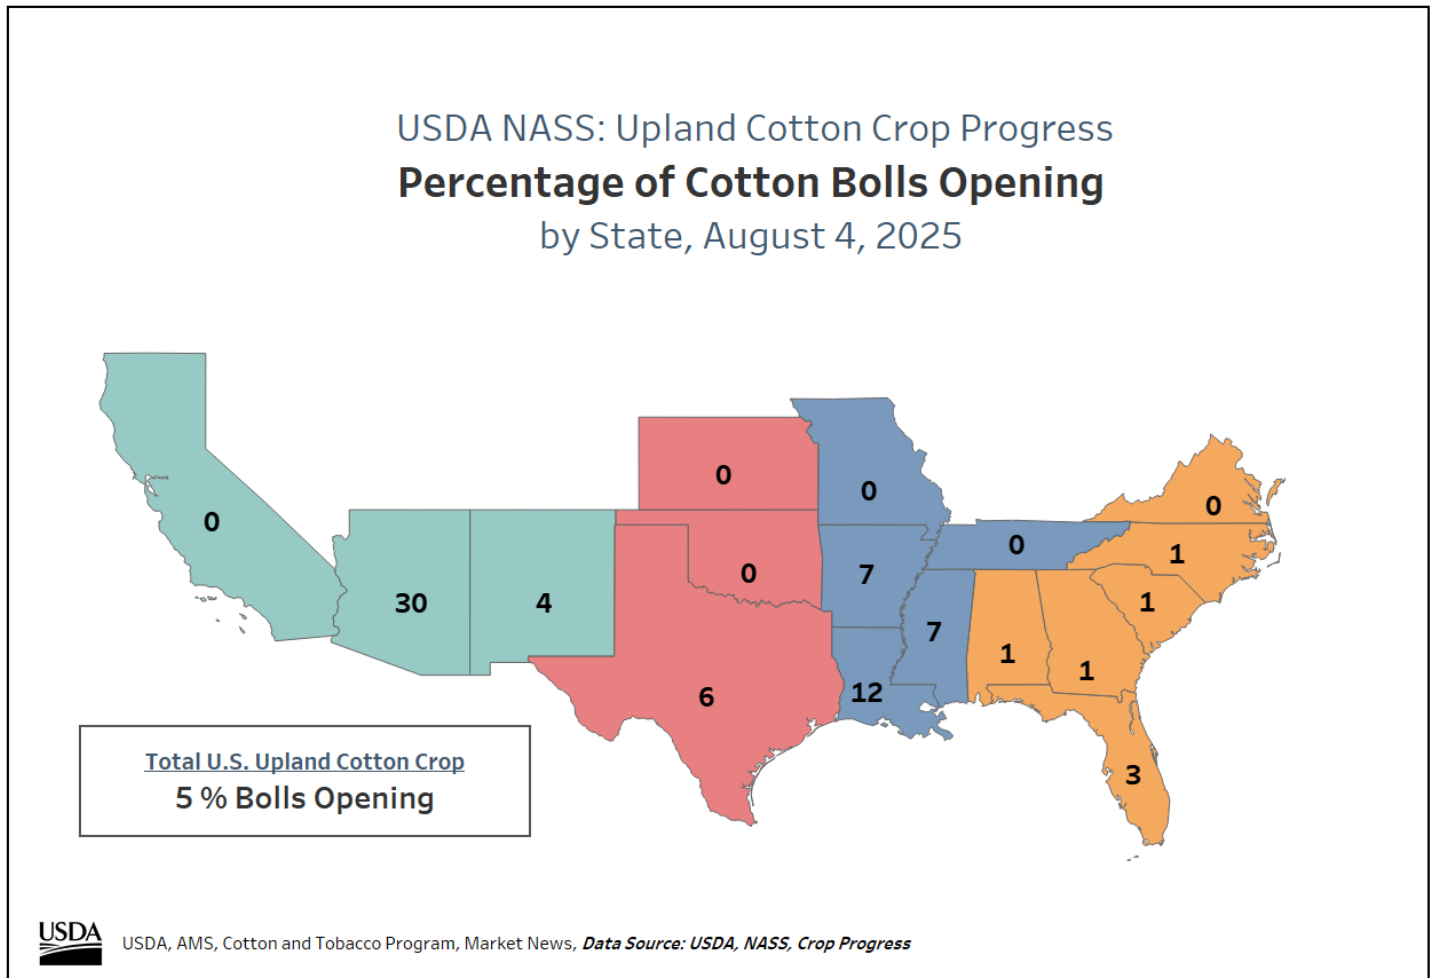 USDA NASS: Upland Cotton Crop Progress
Percentage of Cotton Bolls Opening
by State, August 4, 2025
0
30
4
0
0
6
0
7
12
7
0
1
1
1
1
0
3
Total U.S. Upland Cotton Crop
5 % Bolls Opening
USDA
USDA, AMS, Cotton and Tobacco Program, Market News, Data Source: USDA, NASS, Crop Progress